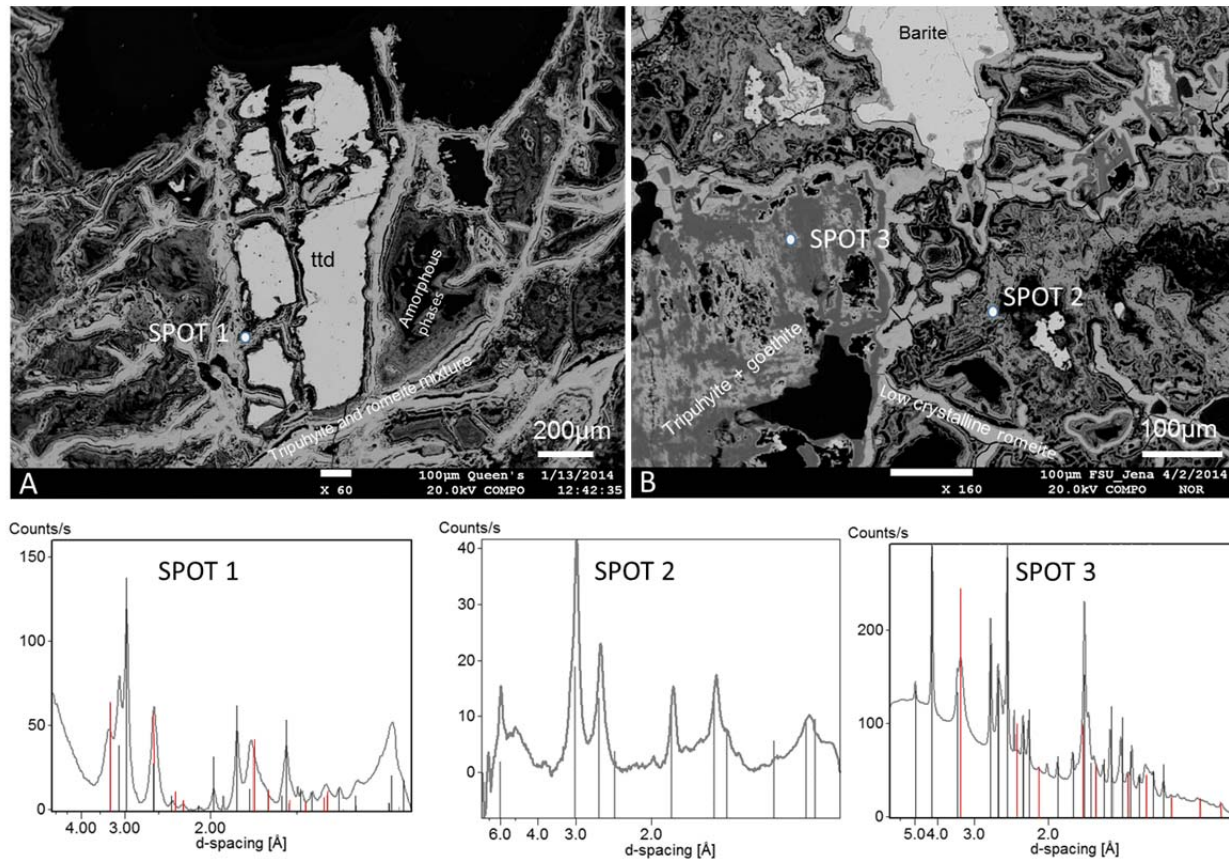 SPOT 1
ttd
Amorphous
phases
Tripuhyite and romeite mixture
200µm
A
100µm Queen's 1/13/2014
X 60 20.0kV COMPO 12:42:35
Barite
SPOT 3
SPOT 2
Tripuhyite + goethite
Low crystalline romeite
100µm
B
100µm FSU_Jena 4/2/2014
X 160 20.0kV COMPO NOR
Counts/s
SPOT 1
150
100
50
0
4.00 3.00 2.00
d-spacing [Å]
Counts/s
SPOT 2
40
30
20
10
0
6.0 4.0 3.0 2.0
d-spacing [Å]
Counts/s
SPOT 3
200
100
0
5.0 4.0 3.0 2.0
d-spacing [Å]